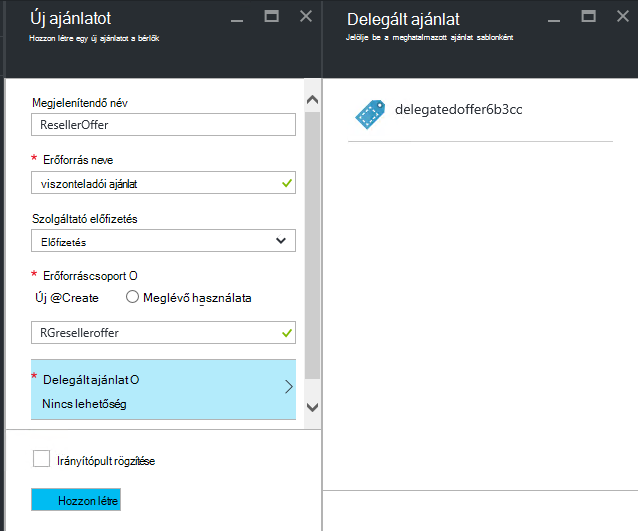 Új ajánlatot
Hozzon létre egy új ajánlatot a bérlők
Megjelenítendő név
ResellerOffer
* Erőforrás neve
viszonteladói ajánlat
Szolgáltató előfizetés
Előfizetés
* Erőforráscsoport O
Új @Create Meglévő használata
RGreselleroffer
* Delegált ajánlat O
Nincs lehetőség
Irányítópult rögzítése
Hozzon létre
Delegált ajánlat
Jelölje be a meghatalmazott ajánlat sablonként
delegatedoffer6b3cc